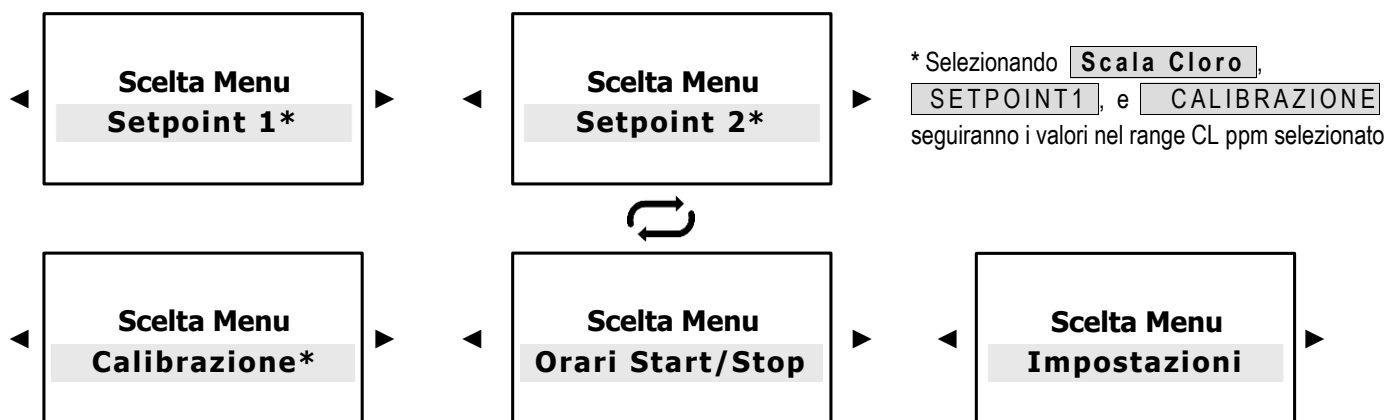 Scelta Menu
Setpoint 1*
Scelta Menu
Setpoint 2*
* Selezionando Scala Cloro,
SETPOINT1, e CALIBRAZIONE
seguiranno i valori nel range CL ppm selezionato
Scelta Menu
Calibrazione*
Scelta Menu
Orari Start/Stop
Scelta Menu
Impostazioni